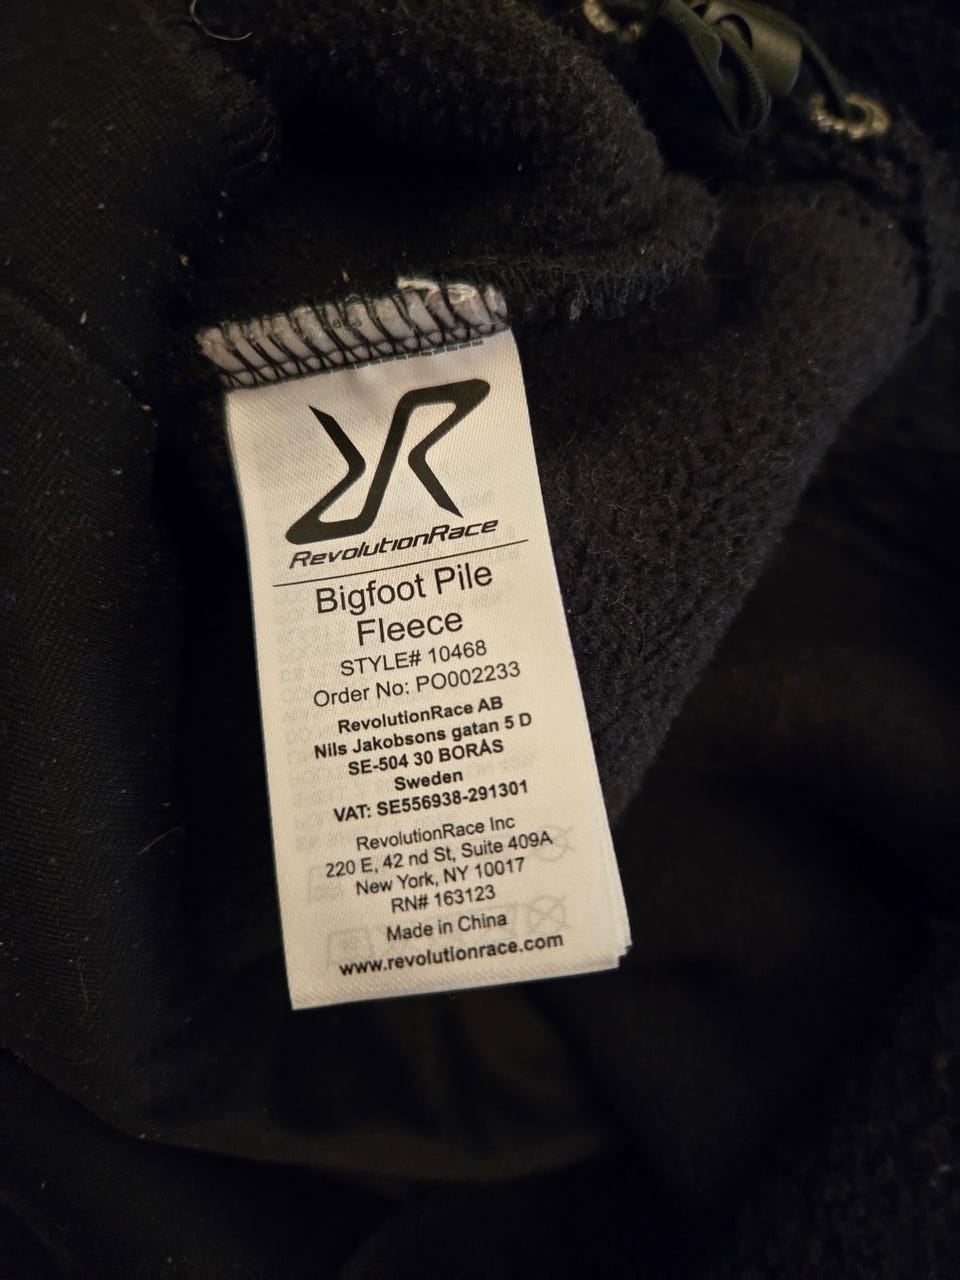 RevolutionRace
Bigfoot Pile
Fleece
STYLE# 10468
Order No: PO002233
RevolutionRace AB
Nils Jakobsons gatan 5 D
SE-504 30 BORÅS
Sweden
VAT: SE556938-291301
RevolutionRace Inc
220 E, 42 nd St, Suite 409A
New York, NY 10017
RN# 163123
Made in China
www.revolutionrace.com